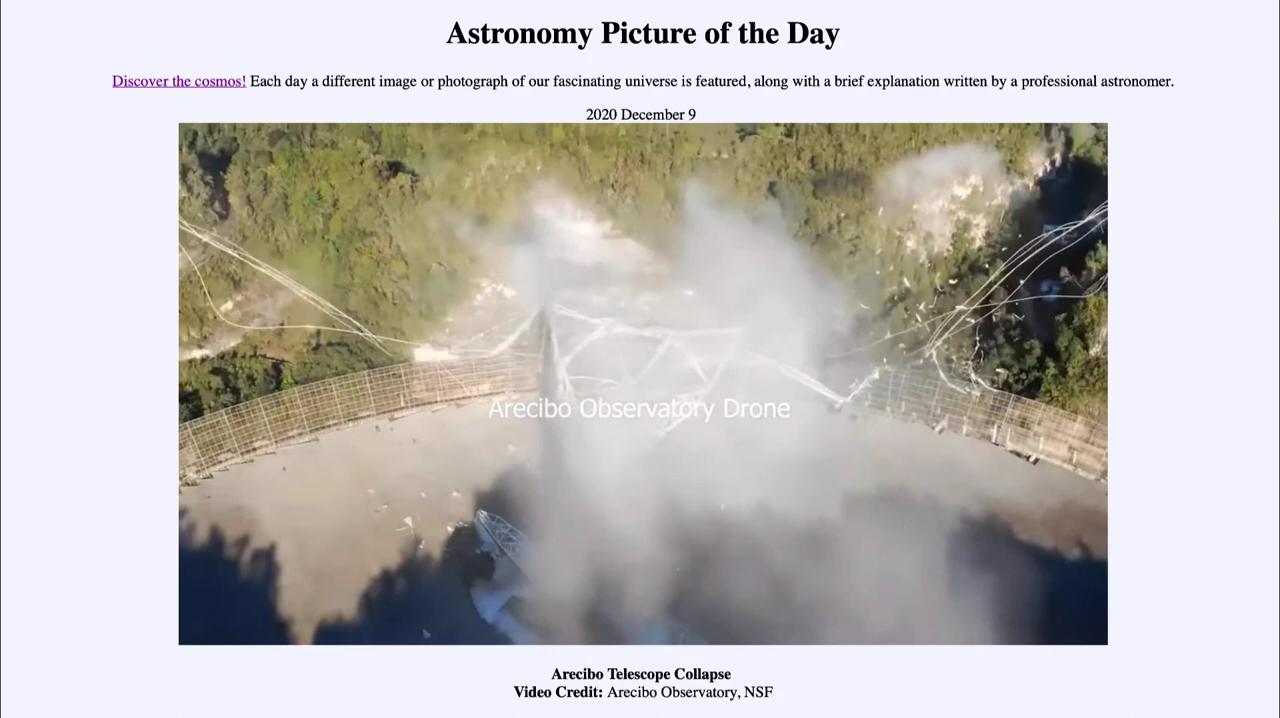 Astronomy Picture of the Day
Discover the cosmos! Each day a different image or photograph of our fascinating universe is featured, along with a brief explanation written by a professional astronomer.
2020 December 9
Arecibo Observatory Drone
Arecibo Telescope Collapse
Video Credit: Arecibo Observatory, NSF